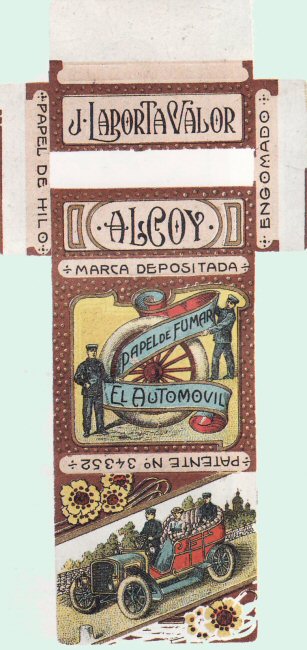 J. LAPORTA VALOR
PAPEL DE HILO
ENGOMADO
·ALCOY·
MARCA DEPOSITADA
PAPEL DE FUMAR
EL AUTOMOVIL
PATENTE Nº 34352